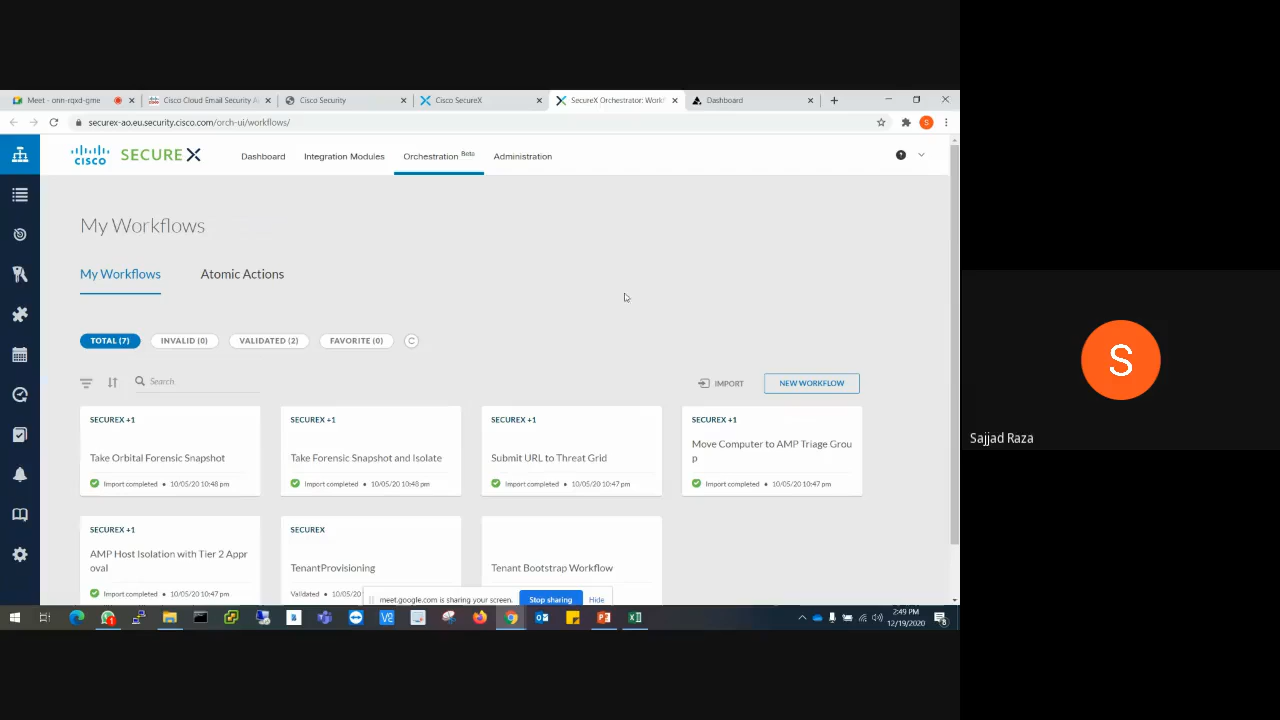 Meet - onn-rqxd-gme
Cisco Cloud Email Security A
Cisco Security
Cisco SecureX
SecureX Orchestrator: Workf
Dashboard
securex-ao.eu.security.cisco.com/orch-ui/workflows/
S
CISCO SECURE X
Dashboard
Integration Modules
Orchestration Beta
Administration
My Workflows
My Workflows
Atomic Actions
TOTAL (7)
INVALID (0)
VALIDATED (2)
FAVORITE (0)
Search
IMPORT
NEW WORKFLOW
SECUREX +1
Take Orbital Forensic Snapshot
Import completed • 10/05/20 10:48 pm
SECUREX +1
Take Forensic Snapshot and Isolate
Import completed • 10/05/20 10:48 pm
SECUREX +1
Submit URL to Threat Grid
Import completed • 10/05/20 10:47 pm
SECUREX +1
Move Computer to AMP Triage Grou
p
Import completed • 10/05/20 10:47 pm
SECUREX +1
AMP Host Isolation with Tier 2 Appr
oval
Import completed • 10/05/20 10:47 pm
SECUREX
TenantProvisioning
Validated • 10/05/20
Tenant Bootstrap Workflow
meet.google.com is sharing your screen.
Stop sharing
Hide
2:49 PM
12/19/2020
S
Sajjad Raza